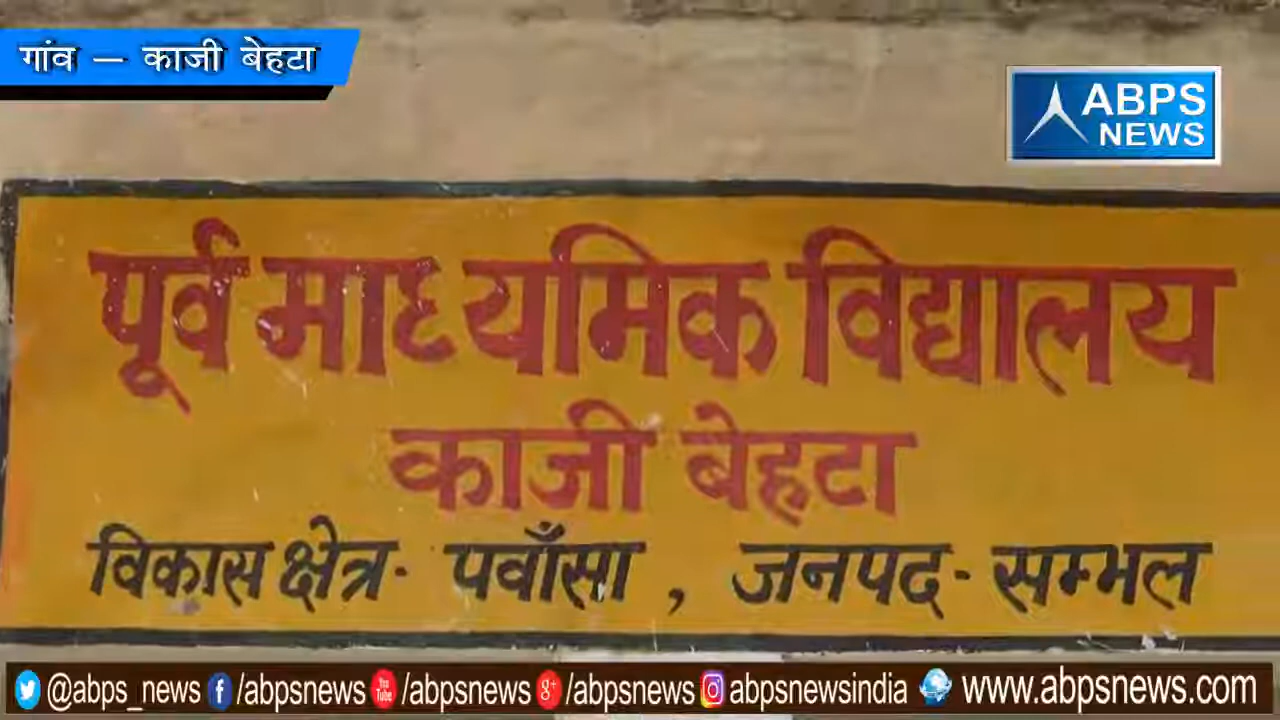 गांव – काजी बेहटा
ABPS
NEWS
पूर्व माध्यमिक विद्यालय
काजी बेहटा
विकास क्षेत्र- पवाँसा , जनपद- सम्भल
@abps_news /abpsnews /abpsnews /abpsnews abpsnewsindia www.abpsnews.com